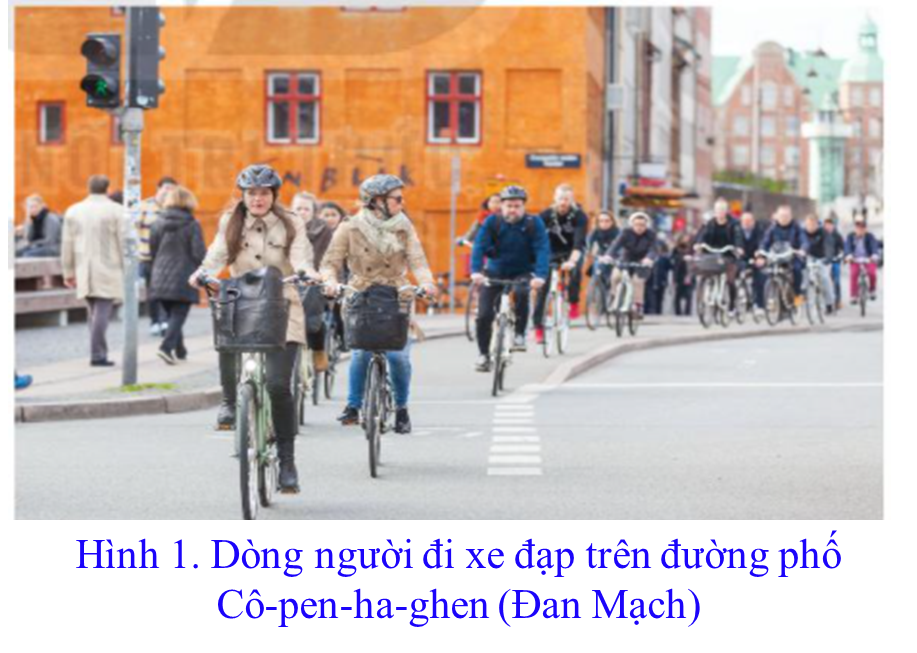 Hình 1. Dòng người đi xe đạp trên đường phố
Cô-pen-ha-ghen (Đan Mạch)